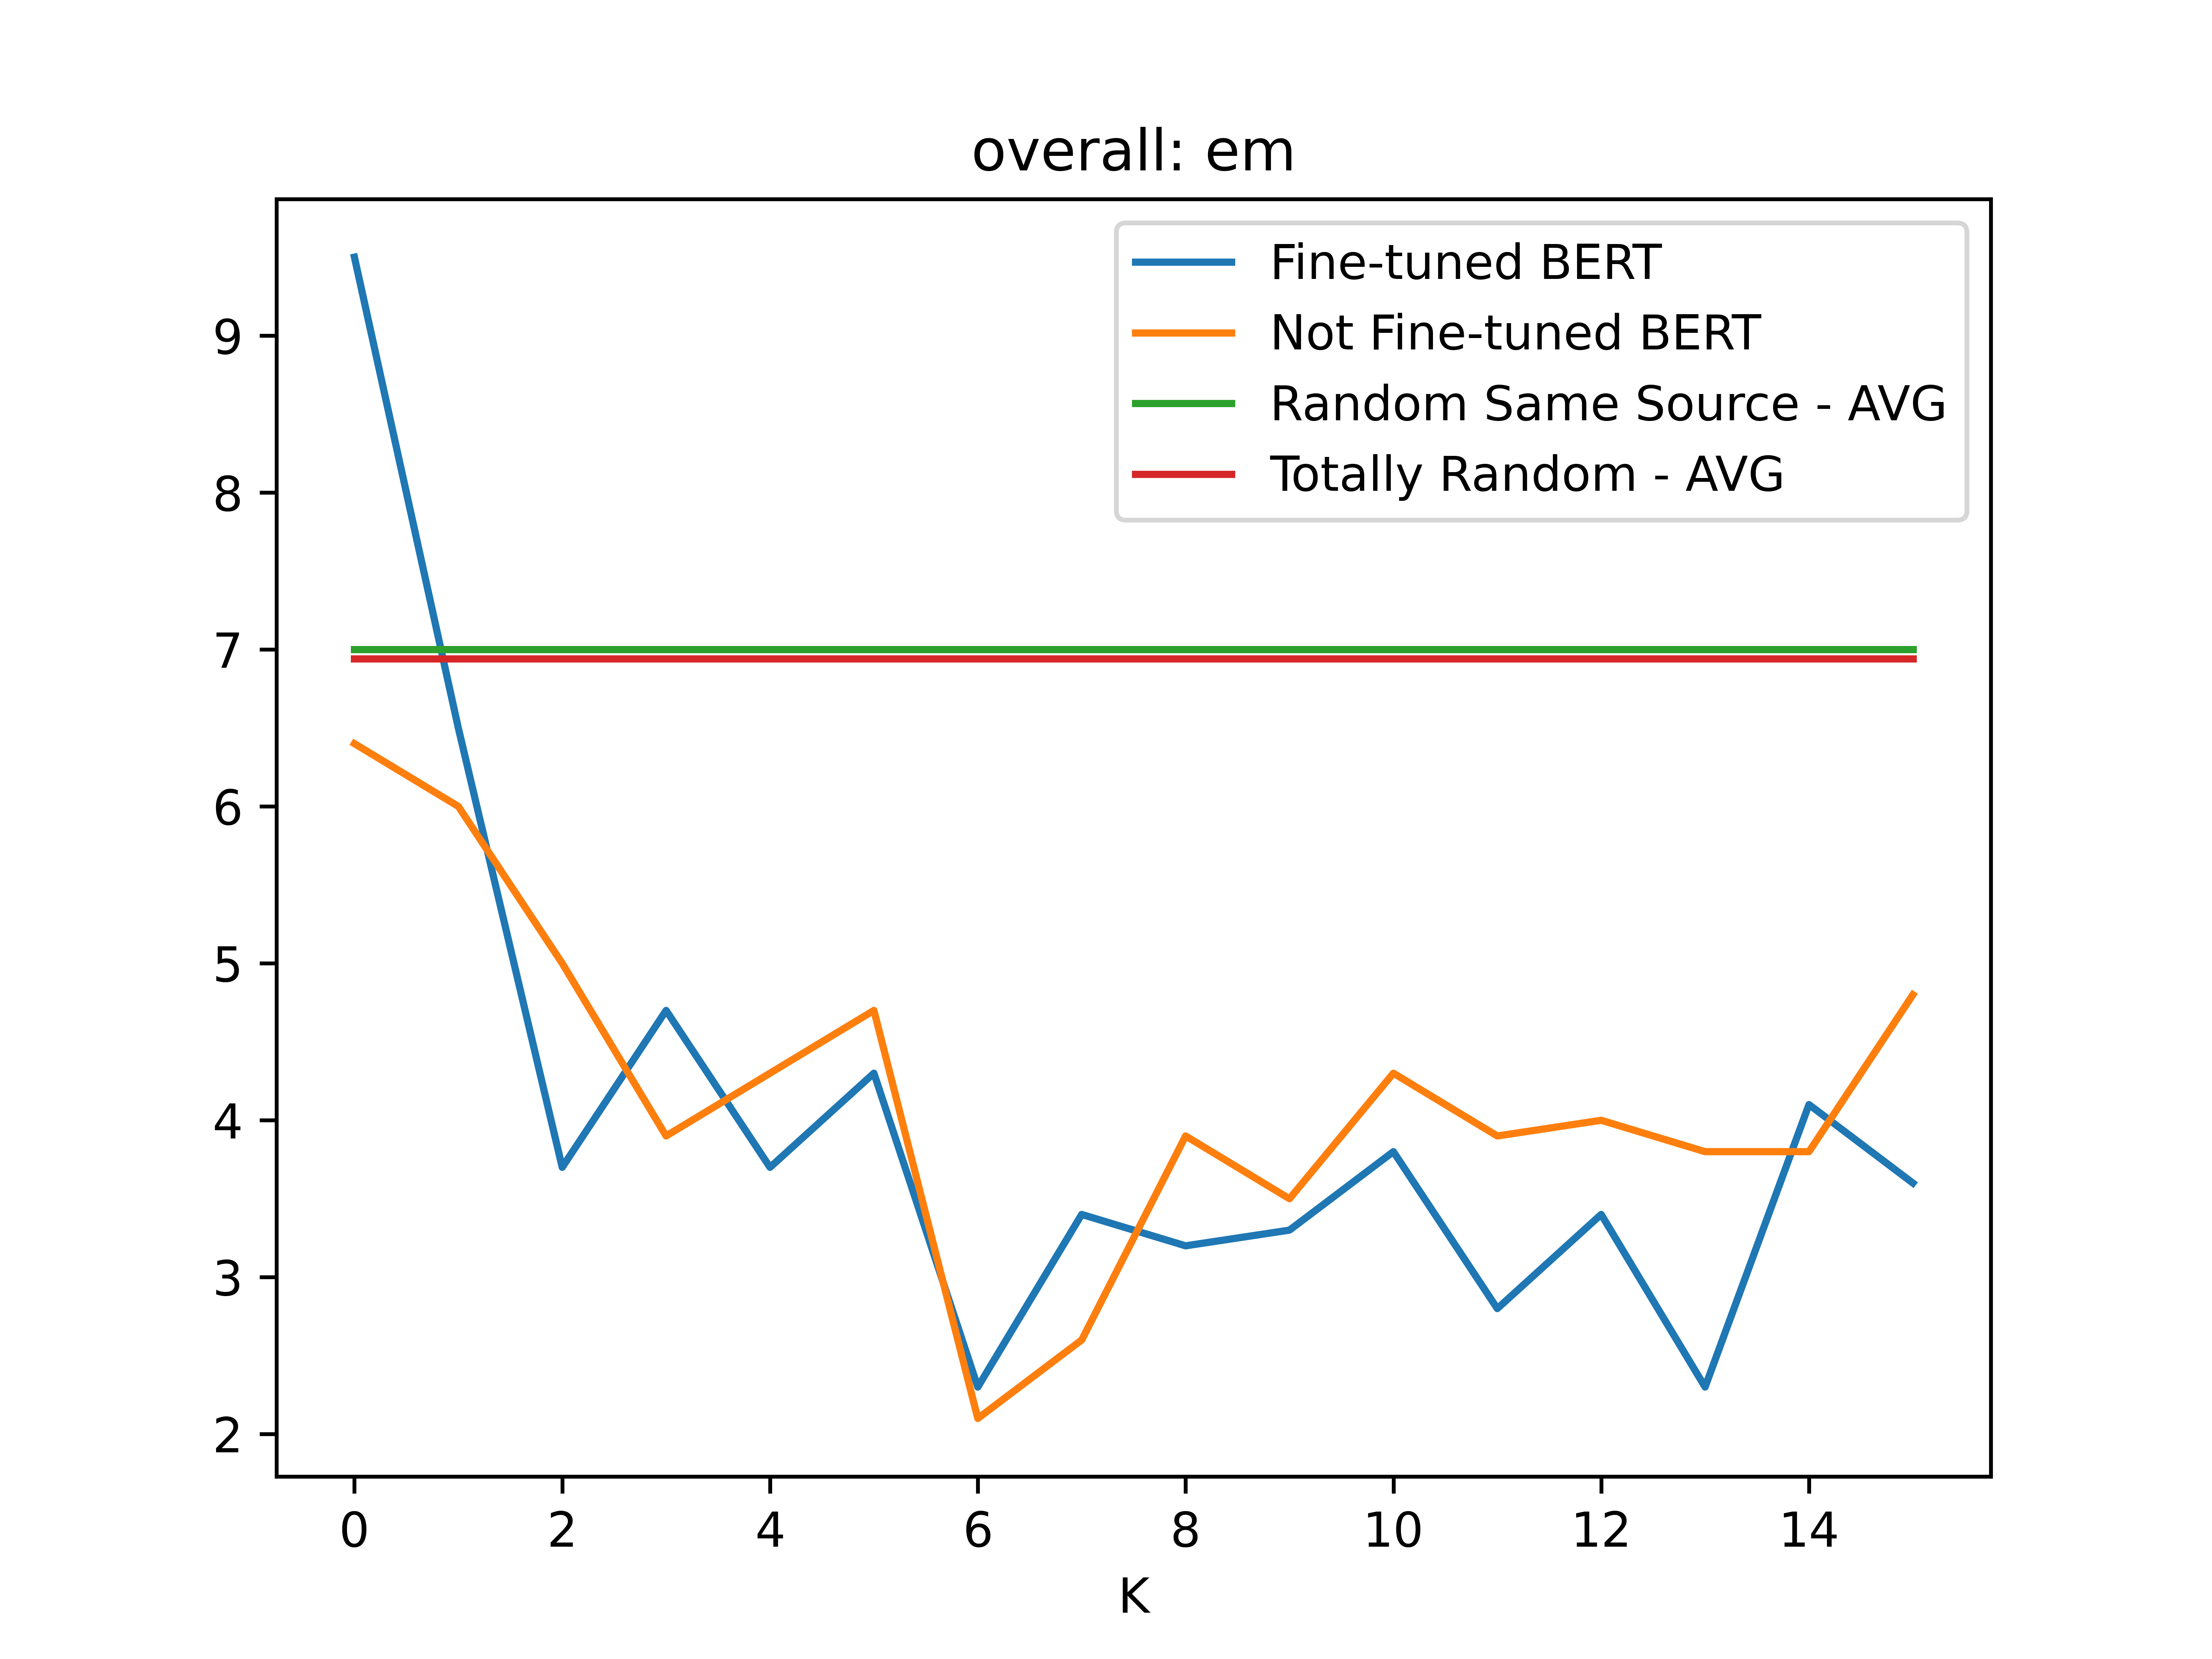 overall: em
Fine-tuned BERT
Not Fine-tuned BERT
Random Same Source - AVG
Totally Random - AVG
9
8
7
6
5
4
3
2
0 2 4 6 8 10 12 14
K